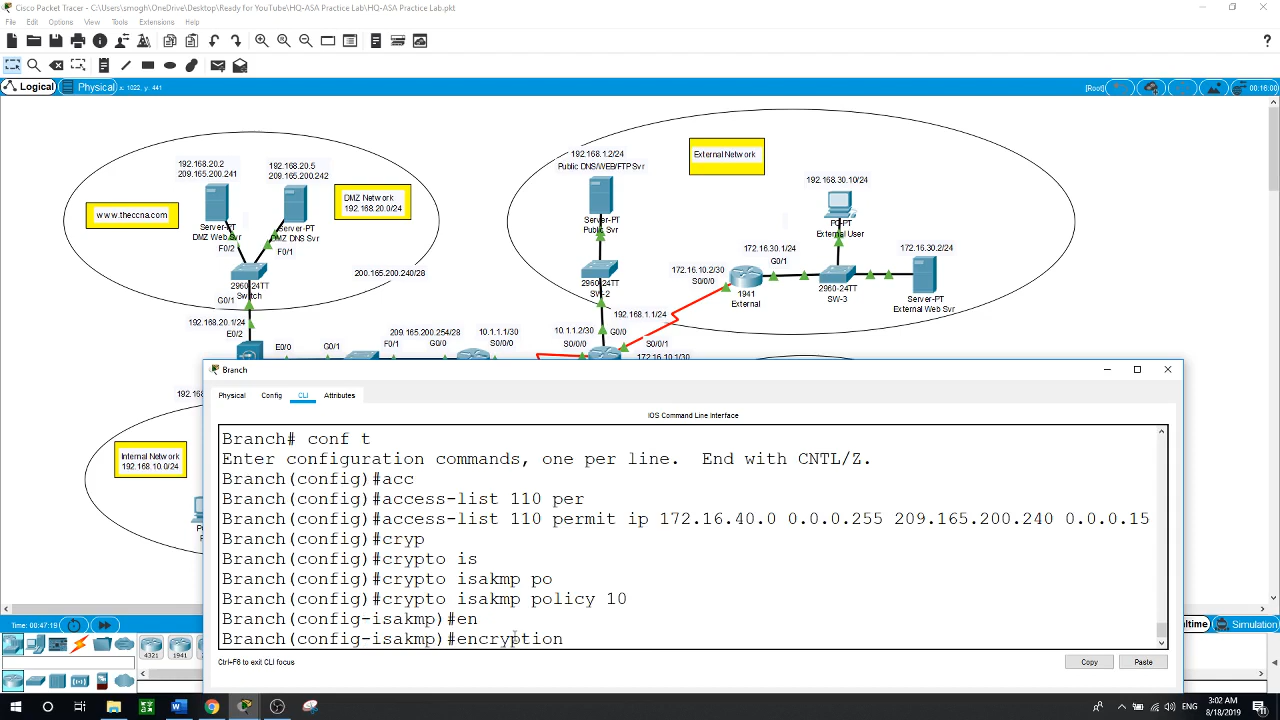 Cisco Packet Tracer - C:\Users\smogh\OneDrive\Desktop\Ready for YouTube\HQ-ASA Practice Lab\HQ-ASA Practice Lab.pkt
File Edit Options View Tools Extensions Help
?
Logical Physical x: 1022, y: 441
[Root]
00:16:00
192.168.20.2
209.165.200.241
192.168.20.5
209.165.200.242
www.theccna.com
DMZ Network
192.168.20.0/24
Server-PT
DMZ Web Svr
Server-PT
DMZ DNS Svr
F0/2
F0/1
2960-24TT
Switch
200.165.200.240/28
G0/1
192.168.20.1/24
E0/2
E0/0
G0/1
F0/1
209.165.200.254/28
G0/0
10.1.1.1/30
S0/0/0
192.168.1.2/24
Public DNS/WEB/FTP Svr
External Network
Server-PT
Public Svr
2960-24TT
SW-2
192.168.1.1/24
10.1.1.2/30
G0/0
S0/0/0
S0/0/1
172.16.10.1/30
192.168.30.10/24
PC-PT
External User
172.16.30.1/24
G0/1
172.16.10.2/30
S0/0/0
1941
External
2960-24TT
SW-3
172.16.30.2/24
Server-PT
External Web Svr
192.168
Internal Network
192.168.10.0/24
Branch
Physical Config CLI Attributes
IOS Command Line Interface
Branch# conf t
Enter configuration commands, one per line. End with CNTL/Z.
Branch(config)#acc
Branch(config)#access-list 110 per
Branch(config)#access-list 110 permit ip 172.16.40.0 0.0.0.255 209.165.200.240 0.0.0.15
Branch(config)#cryp
Branch(config)#crypto is
Branch(config)#crypto isakmp po
Branch(config)#crypto isakmp policy 10
Branch(config-isakmp)#en
Branch(config-isakmp)#encryption
Ctrl+F6 to exit CLI focus
Copy Paste
00:47:19
ltime Simulation
4321 1941
ENG
3:02 AM
8/18/2019